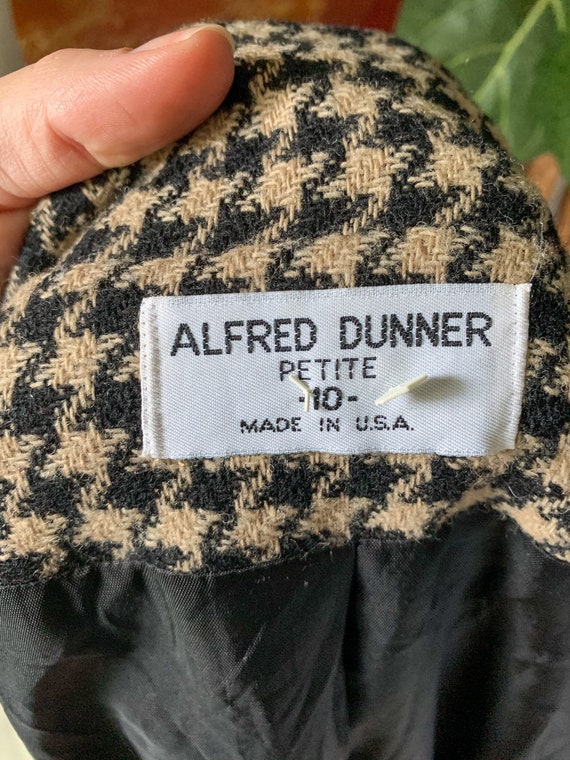 ALFRED DUNNER
PETITE
-10-
MADE IN U.S.A.